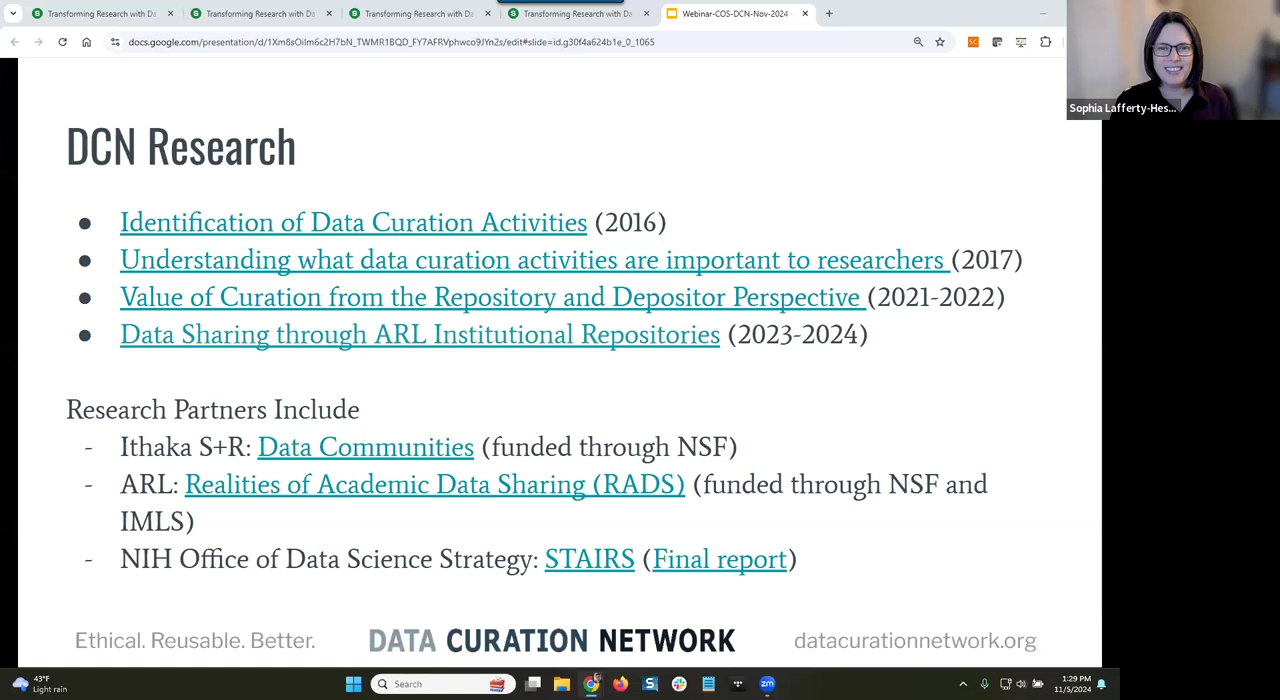 Transforming Research with Da
Transforming Research with Da
Transforming Research with Da
Transforming Research with Da
Webinar-COS-DCN-Nov-2024
docs.google.com/presentation/d/1Xm8sOilm6c2H7bN_TWMR1BQD_FY7AFRVphwco9JYn2s/edit#slide=id.g30f4a624b1e_0_1065
Sophia Lafferty-Hes...
DCN Research
● Identification of Data Curation Activities (2016)
● Understanding what data curation activities are important to researchers (2017)
● Value of Curation from the Repository and Depositor Perspective (2021-2022)
● Data Sharing through ARL Institutional Repositories (2023-2024)
Research Partners Include
- Ithaka S+R: Data Communities (funded through NSF)
- ARL: Realities of Academic Data Sharing (RADS) (funded through NSF and
IMLS)
- NIH Office of Data Science Strategy: STAIRS (Final report)
Ethical. Reusable. Better.
DATA CURATION NETWORK
datacurationnetwork.org
43°F
Light rain
Search
zm
1:29 PM
11/5/2024